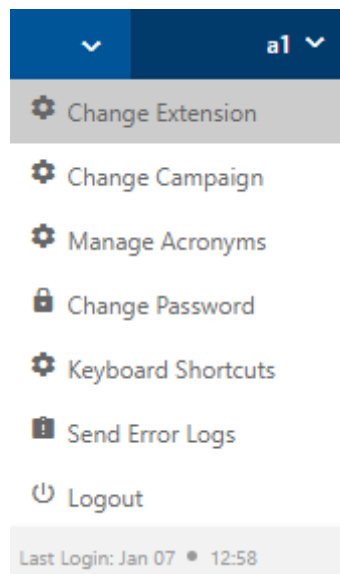 a1
Change Extension
Change Campaign
Manage Acronyms
Change Password
Keyboard Shortcuts
Send Error Logs
Logout
Last Login: Jan 07 • 12:58